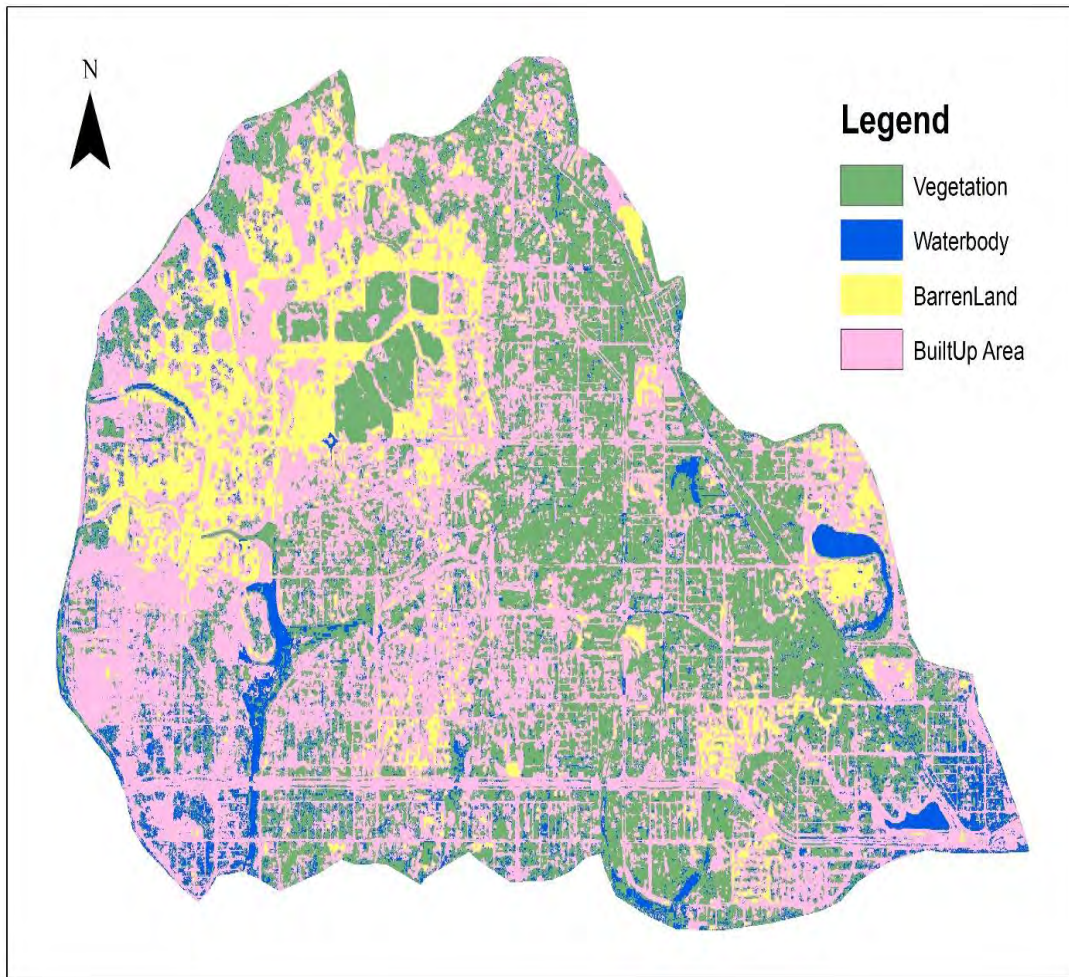 N
Legend
Vegetation
Waterbody
BarrenLand
BuiltUp Area